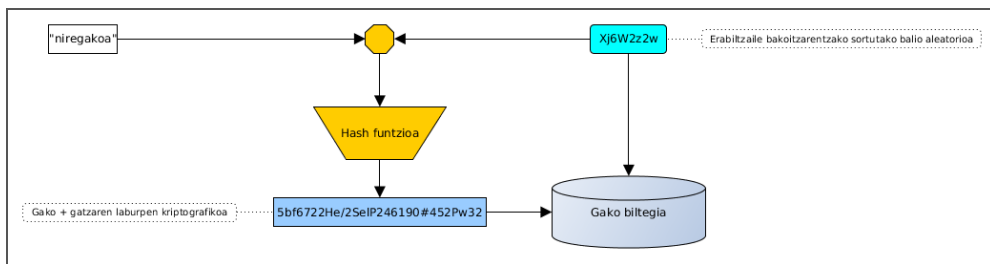 "niregakoa"
Xj6W2z2w
Erabiltzaile bakoitzarentzako sortutako balio aleatorioa
Hash funtzioa
Gako + gatzaren laburpen kriptografikoa
5bf6722He/2SelP246190#452Pw32
Gako biltegia